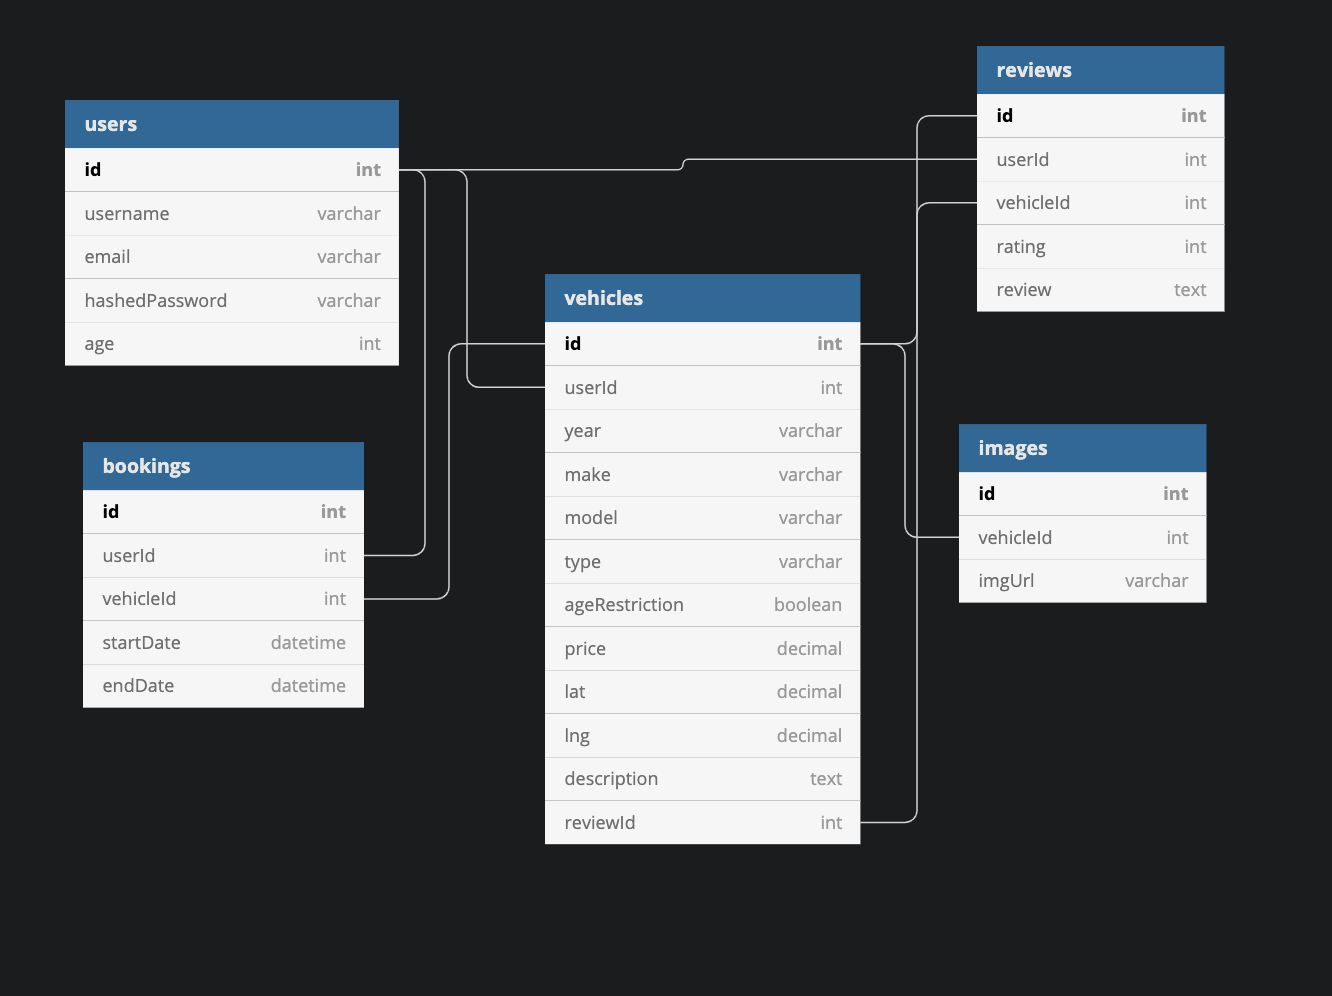 users
id int
username varchar
email varchar
hashedPassword varchar
age int
bookings
id int
userId int
vehicleId int
startDate datetime
endDate datetime
vehicles
id int
userId int
year varchar
make varchar
model varchar
type varchar
ageRestriction boolean
price decimal
lat decimal
lng decimal
description text
reviewId int
reviews
id int
userId int
vehicleId int
rating int
review text
images
id int
vehicleId int
imgUrl varchar